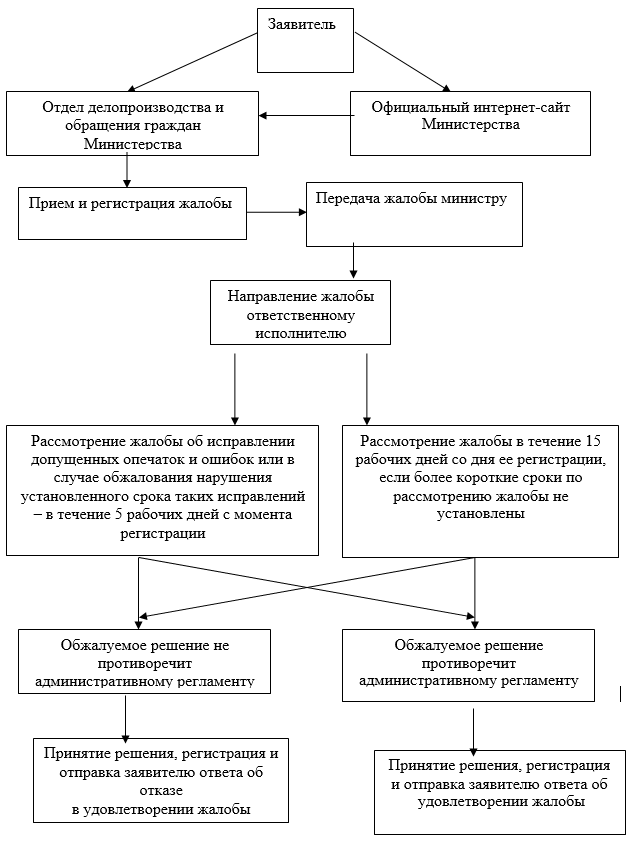 Заявитель
Отдел делопроизводства и
обращения граждан
Министерства
Официальный интернет-сайт
Министерства
Прием и регистрация жалобы
Передача жалобы министру
Направление жалобы
ответственному
исполнителю
Рассмотрение жалобы об исправлении
допущенных опечаток и ошибок или в
случае обжалования нарушения
установленного срока таких исправлений
– в течение 5 рабочих дней с момента
регистрации
Рассмотрение жалобы в течение 15
рабочих дней со дня ее регистрации,
если более короткие сроки по
рассмотрению жалобы не
установлены
Обжалуемое решение не
противоречит
административному регламенту
Обжалуемое решение
противоречит
административному регламенту
Принятие решения, регистрация и
отправка заявителю ответа об
отказе
в удовлетворении жалобы
Принятие решения, регистрация
и отправка заявителю ответа об
удовлетворении жалобы